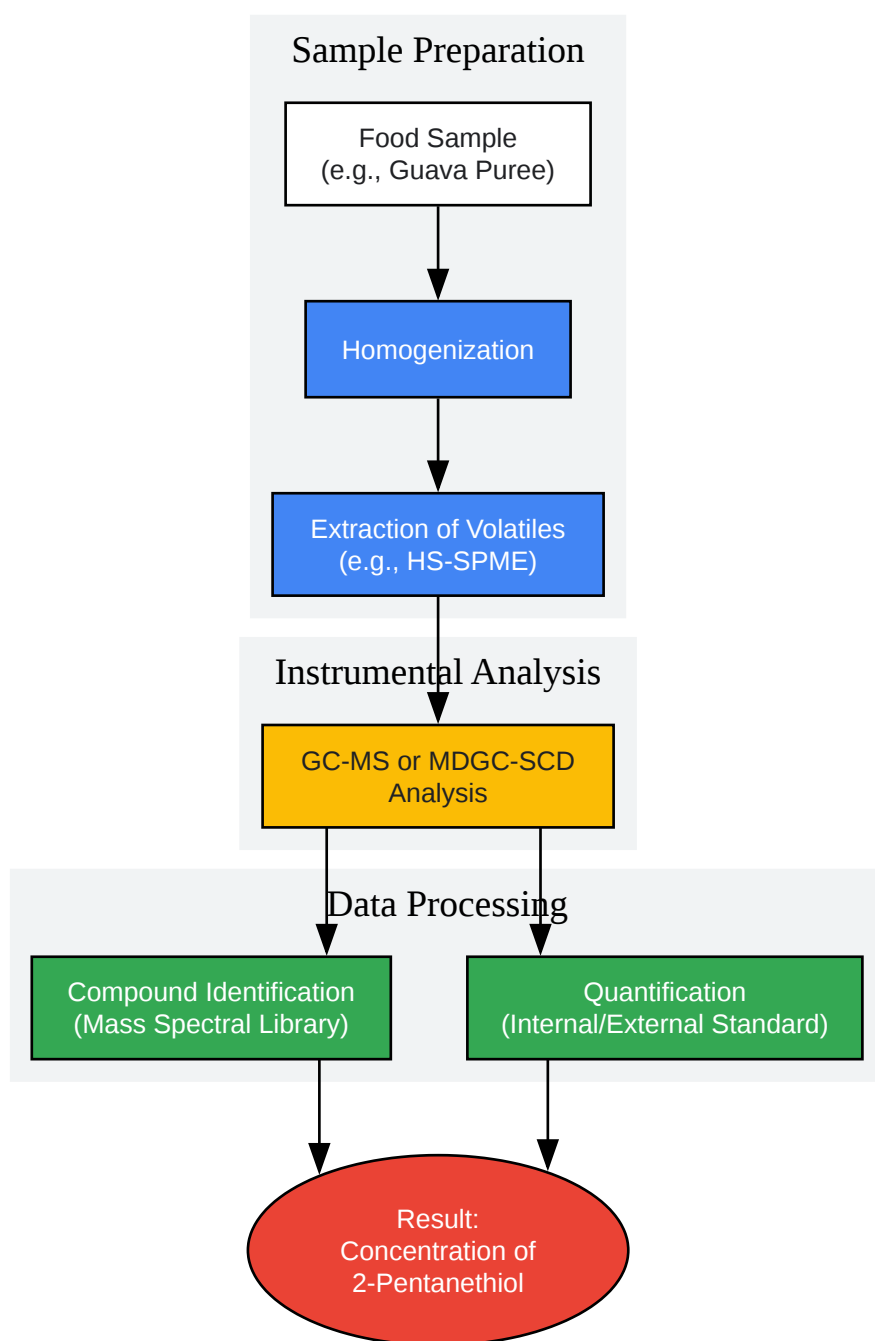 Sample Preparation
Food Sample
(e.g., Guava Puree)
Homogenization
Extraction of Volatiles
(e.g., HS-SPME)
Instrumental Analysis
GC-MS or MDGC-SCD
Analysis
Data Processing
Compound Identification
(Mass Spectral Library)
Quantification
(Internal/External Standard)
Result:
Concentration of
2-Pentanethiol